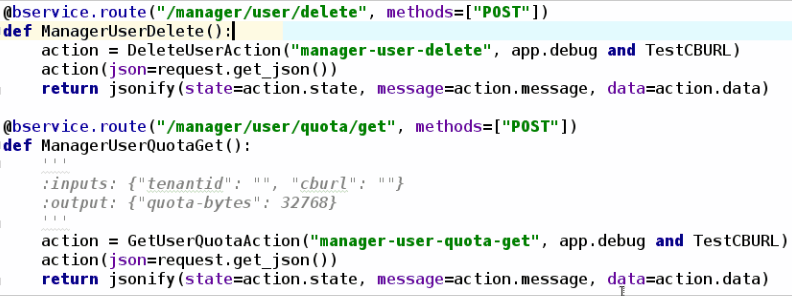 @bservice.route("/manager/user/delete", methods=["POST"])
def ManagerUserDelete():
    action = DeleteUserAction("manager-user-delete", app.debug and TestCBURL)
    action(json=request.get_json())
    return jsonify(state=action.state, message=action.message, data=action.data)
@bservice.route("/manager/user/quota/get", methods=["POST"])
def ManagerUserQuotaGet():
    '''
    :inputs: {"tenantid": "", "cburl": ""}
    :output: {"quota-bytes": 32768}
    '''
    action = GetUserQuotaAction("manager-user-quota-get", app.debug and TestCBURL)
    action(json=request.get_json())
    return jsonify(state=action.state, message=action.message, data=action.data)